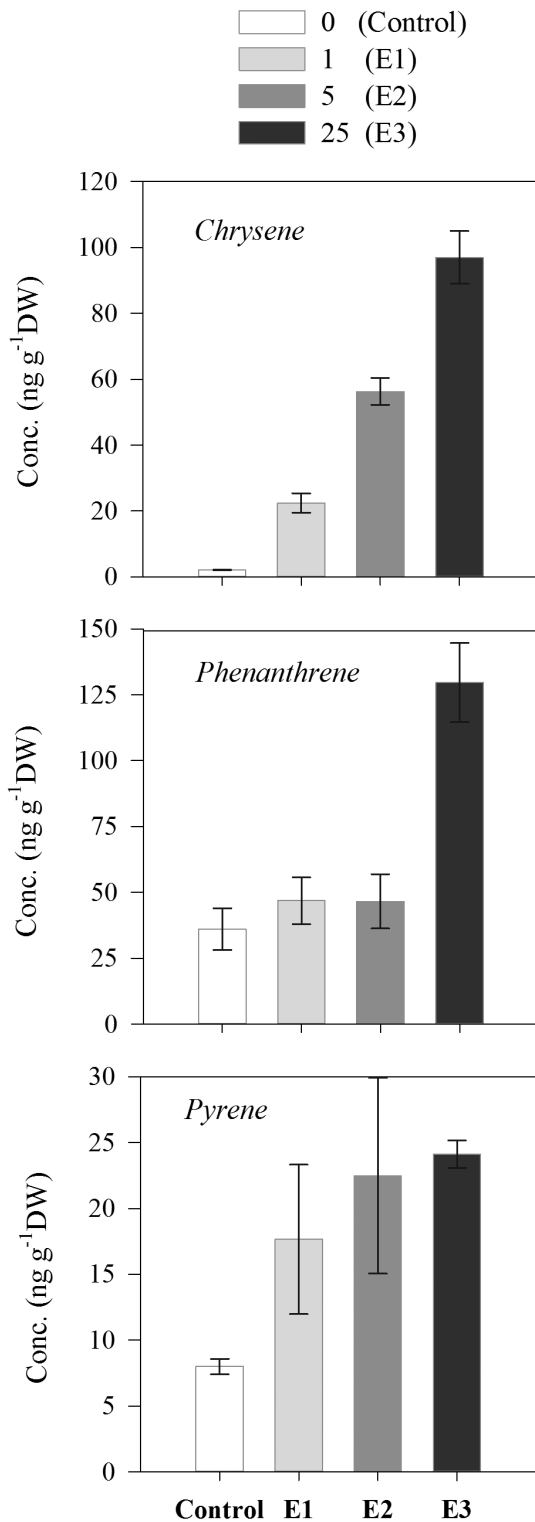 0 (Control)
1 (E1)
5 (E2)
25 (E3)
120
100
80
60
40
20
0
Conc. (ng g⁻¹DW)
Chrysene
150
125
100
75
50
25
0
Conc. (ng g⁻¹DW)
Phenanthrene
30
25
20
15
10
5
0
Conc. (ng g⁻¹DW)
Pyrene
Control E1 E2 E3